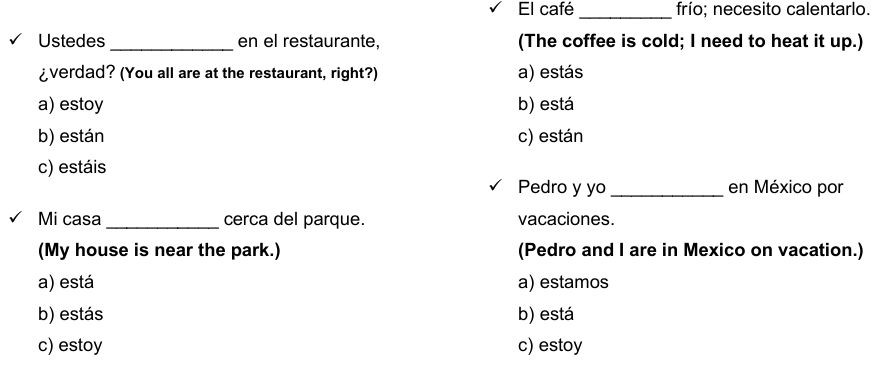 ✓ Ustedes ____________ en el restaurante,
¿verdad? (You all are at the restaurant, right?)
a) estoy
b) están
c) estáis
✓ Mi casa ___________ cerca del parque.
(My house is near the park.)
a) está
b) estás
c) estoy
✓ El café _________ frío; necesito calentarlo.
(The coffee is cold; I need to heat it up.)
a) estás
b) está
c) están
✓ Pedro y yo ___________ en México por
vacaciones.
(Pedro and I are in Mexico on vacation.)
a) estamos
b) está
c) estoy